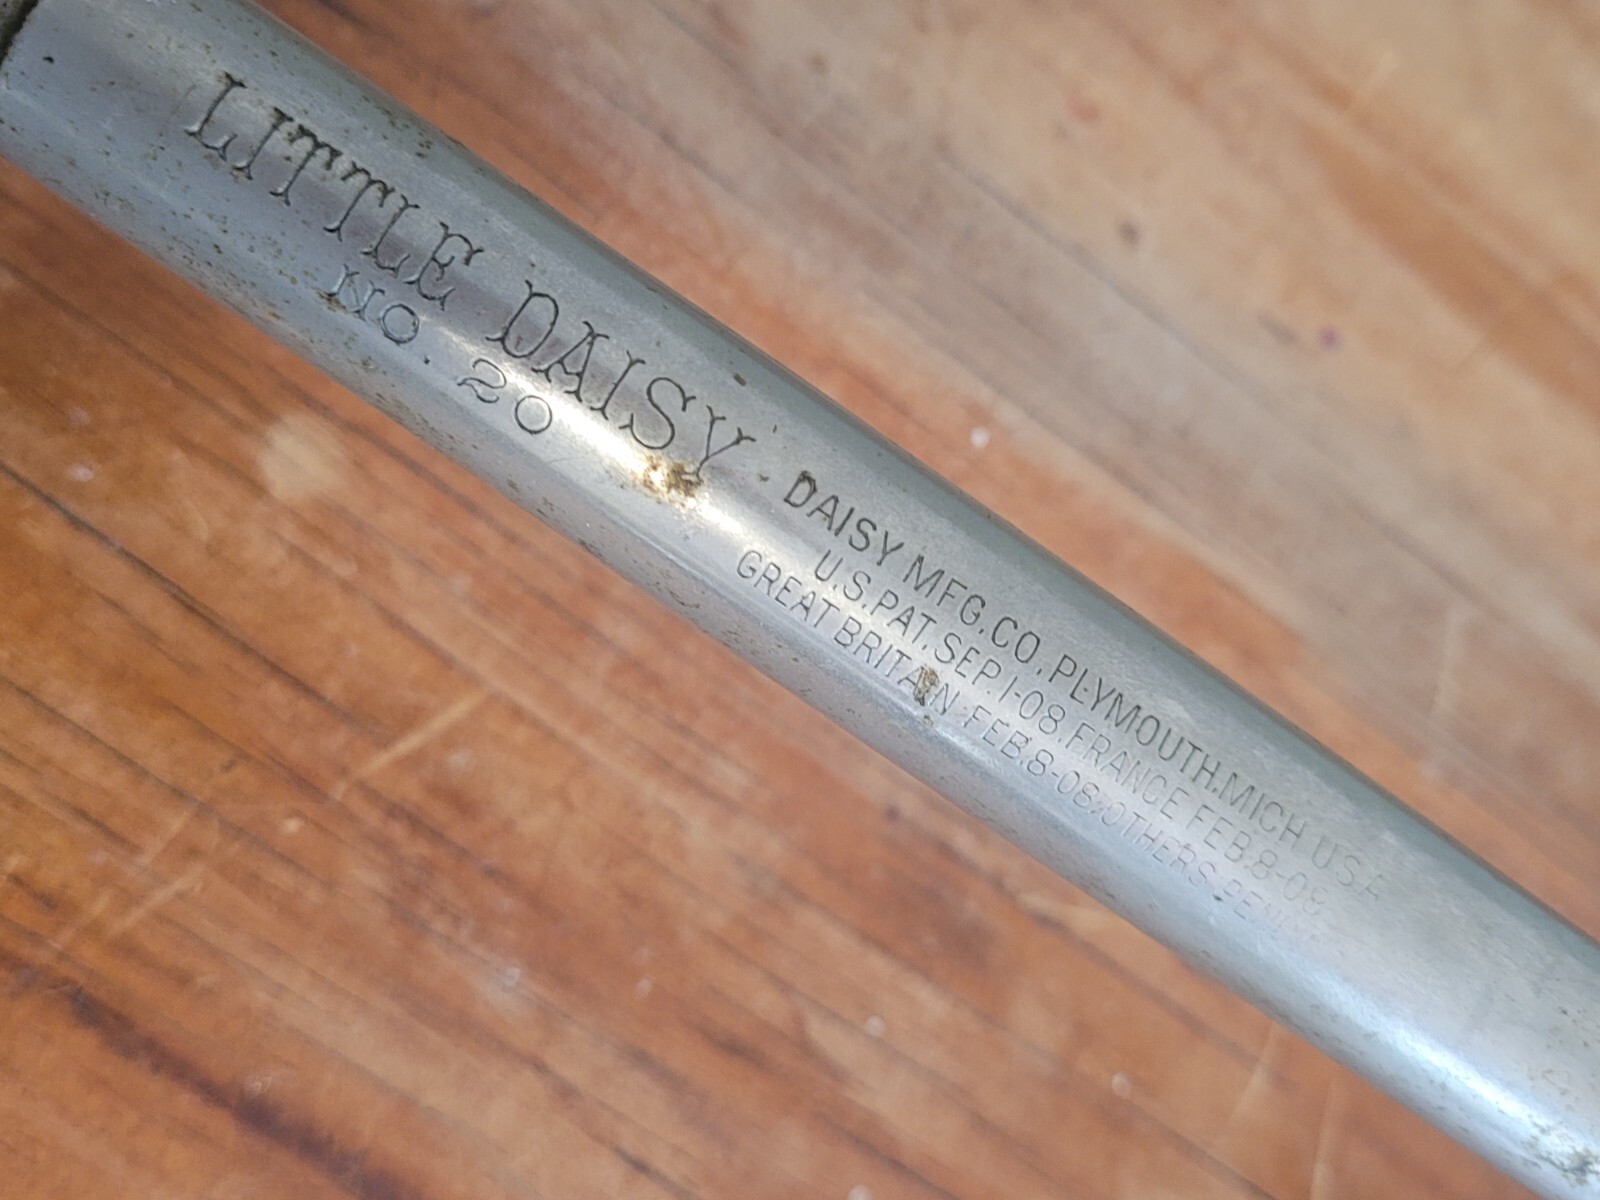 LITTLE DAISY
NO. 20
DAISY MFG.CO. PLYMOUTH.MICH U.S.A
U.S.PAT.SEP.1-08.FRANCE FEB.8-08
GREAT BRITAIN FEB.8-08.OTHERS